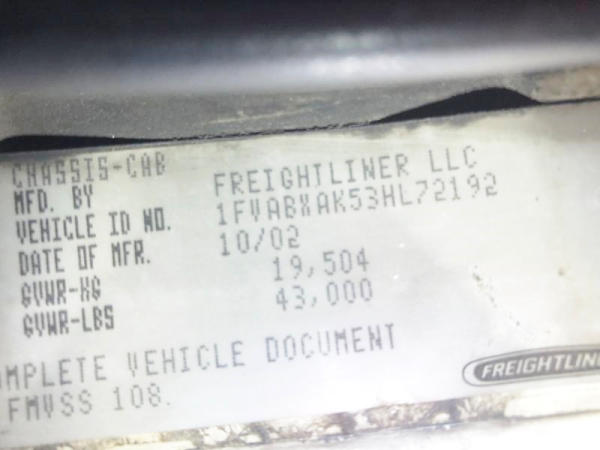 CHASSIS-CAB
MFD. BY FREIGHTLINER LLC
VEHICLE ID NO. 1FVABXAK53HL72192
DATE OF MFR. 10/02
GVWR-KG 19,504
GVWR-LBS 43,000
OMPLETE VEHICLE DOCUMENT
FMVSS 108.
FREIGHTLINE